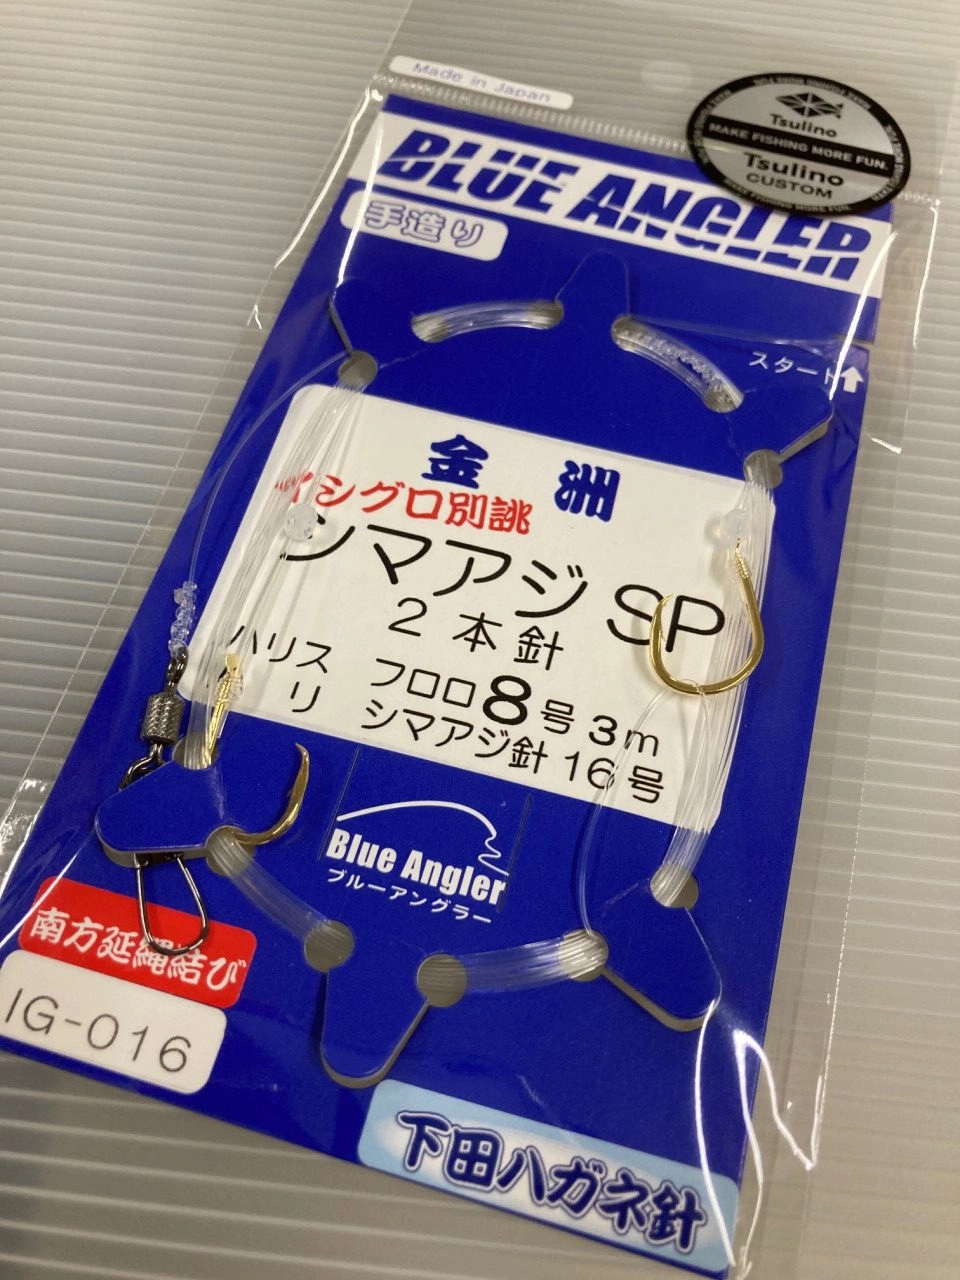 Made in Japan
Tsulino
MAKE FISHING MORE FUN.
Tsulino
CUSTOM
BLUE ANGLER
手造り
スタート↑
金洲
イシグロ別誂
シマアジ SP
2本針
ハリス フロロ8号 3m
リ シマアジ針 16号
Blue Angler
ブルーアングラー
南方延縄結び
IG-016
下田ハガネ針